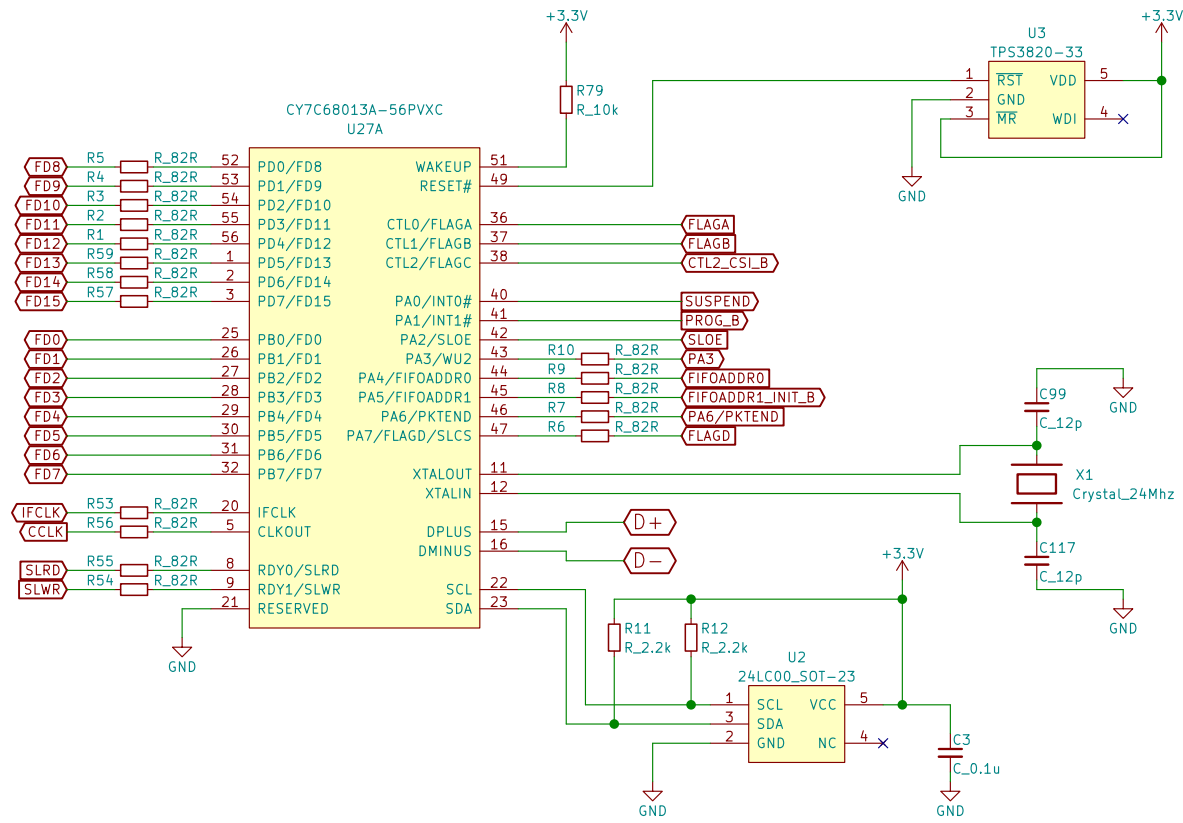 +3.3V
+3.3V
U3
TPS3820-33
1 RST VDD 5
2 GND
3 MR WDI 4
GND
R79
R_10k
CY7C68013A-56PVXC
U27A
FD8 R5 R_82R 52 PD0/FD8 WAKEUP 51
FD9 R4 R_82R 53 PD1/FD9 RESET# 49
FD10 R3 R_82R 54 PD2/FD10
FD11 R2 R_82R 55 PD3/FD11 CTL0/FLAGA 36 FLAGA
FD12 R1 R_82R 56 PD4/FD12 CTL1/FLAGB 37 FLAGB
FD13 R59 R_82R 1 PD5/FD13 CTL2/FLAGC 38 CTL2_CSI_B
FD14 R58 R_82R 2 PD6/FD14
FD15 R57 R_82R 3 PD7/FD15 PA0/INT0# 40 SUSPEND
PA1/INT1# 41 PROG_B
FD0 25 PB0/FD0 PA2/SLOE 42 SLOE
FD1 26 PB1/FD1 PA3/WU2 43 R10 R_82R PA3
FD2 27 PB2/FD2 PA4/FIFOADDR0 44 R9 R_82R FIFOADDR0
FD3 28 PB3/FD3 PA5/FIFOADDR1 45 R8 R_82R FIFOADDR1_INIT_B
FD4 29 PB4/FD4 PA6/PKTEND 46 R7 R_82R PA6/PKTEND
FD5 30 PB5/FD5 PA7/FLAGD/SLCS 47 R6 R_82R FLAGD
FD6 31 PB6/FD6
FD7 32 PB7/FD7 XTALOUT 11
XTALIN 12
IFCLK R53 R_82R 20 IFCLK
CCLK R56 R_82R 5 CLKOUT DPLUS 15 D+
DMINUS 16 D-
SLRD R55 R_82R 8 RDY0/SLRD
SLWR R54 R_82R 9 RDY1/SLWR SCL 22
21 RESERVED SDA 23
GND
C99
C_12p
GND
X1
Crystal_24Mhz
C117
C_12p
GND
+3.3V
R11
R_2.2k
R12
R_2.2k
U2
24LC00_SOT-23
1 SCL VCC 5
3 SDA
2 GND NC 4
C3
C_0.1u
GND
GND